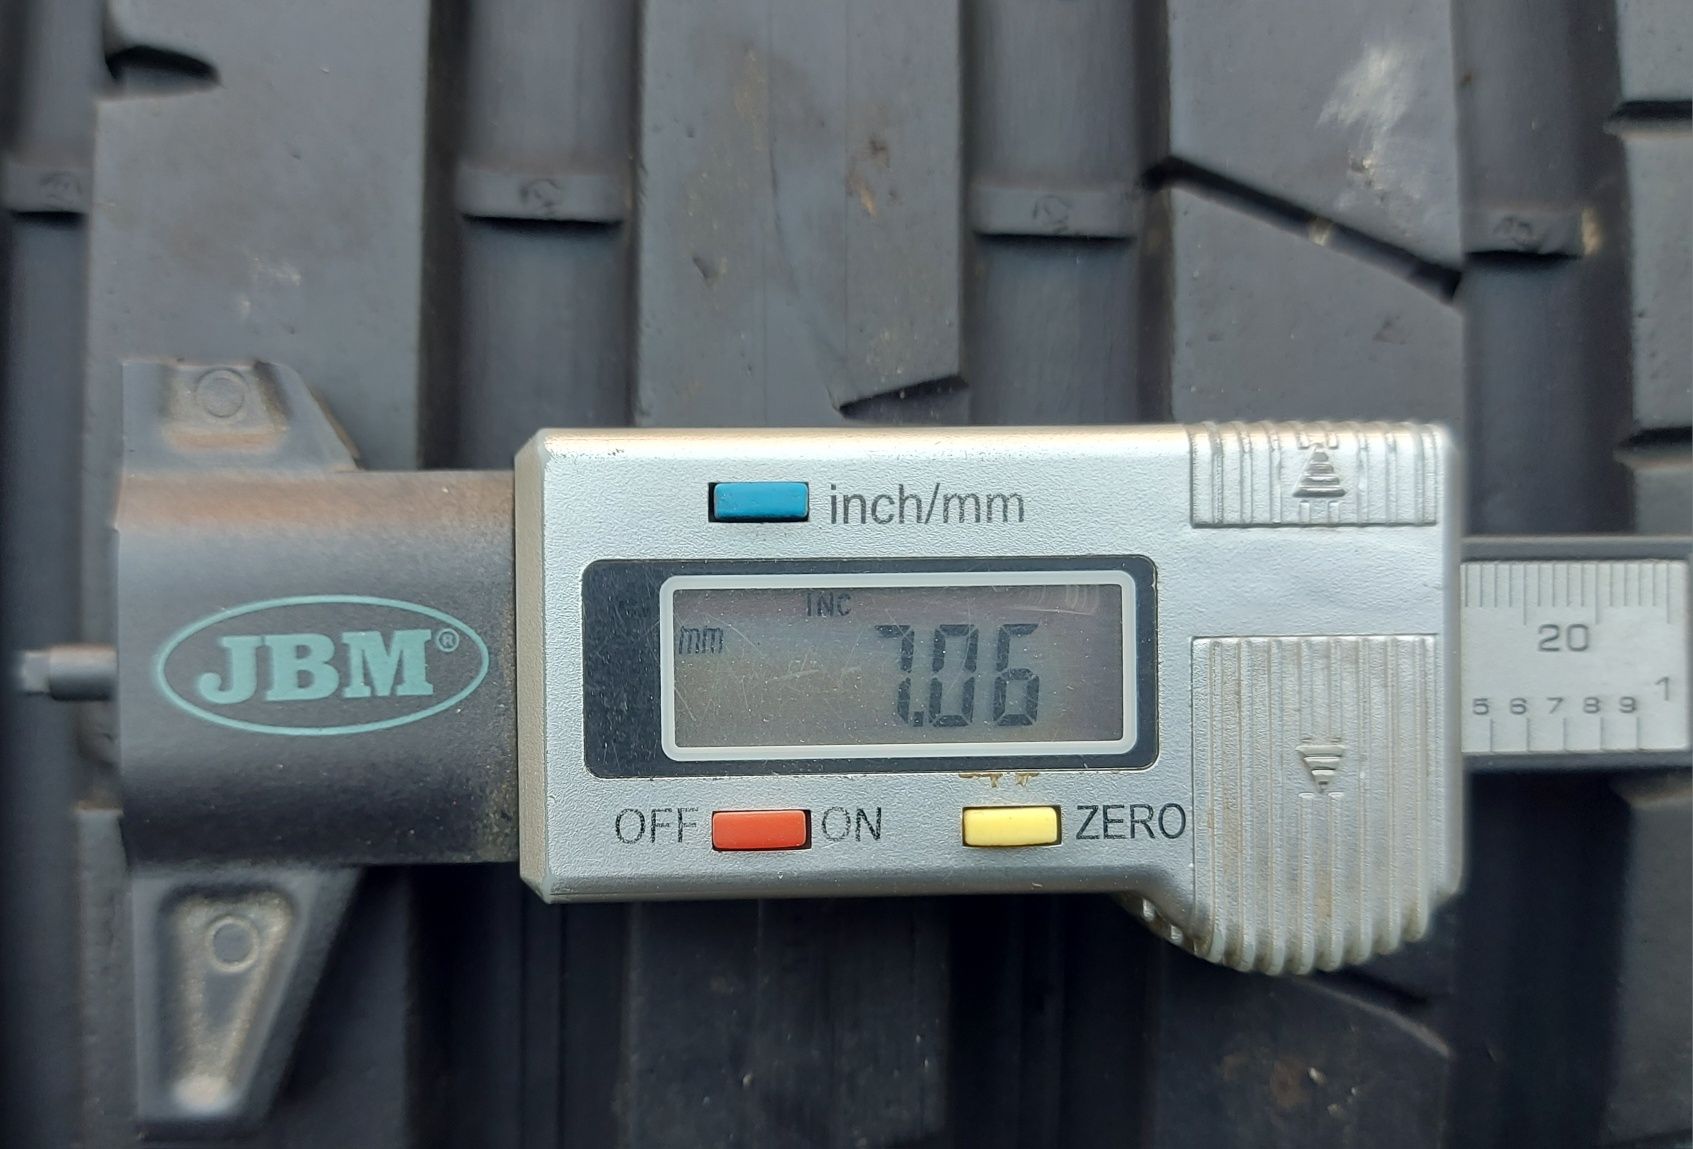 inch/mm
INC
mm
7.06
JBM®
20
5 6 7 8 9 1
OFF ON ZERO